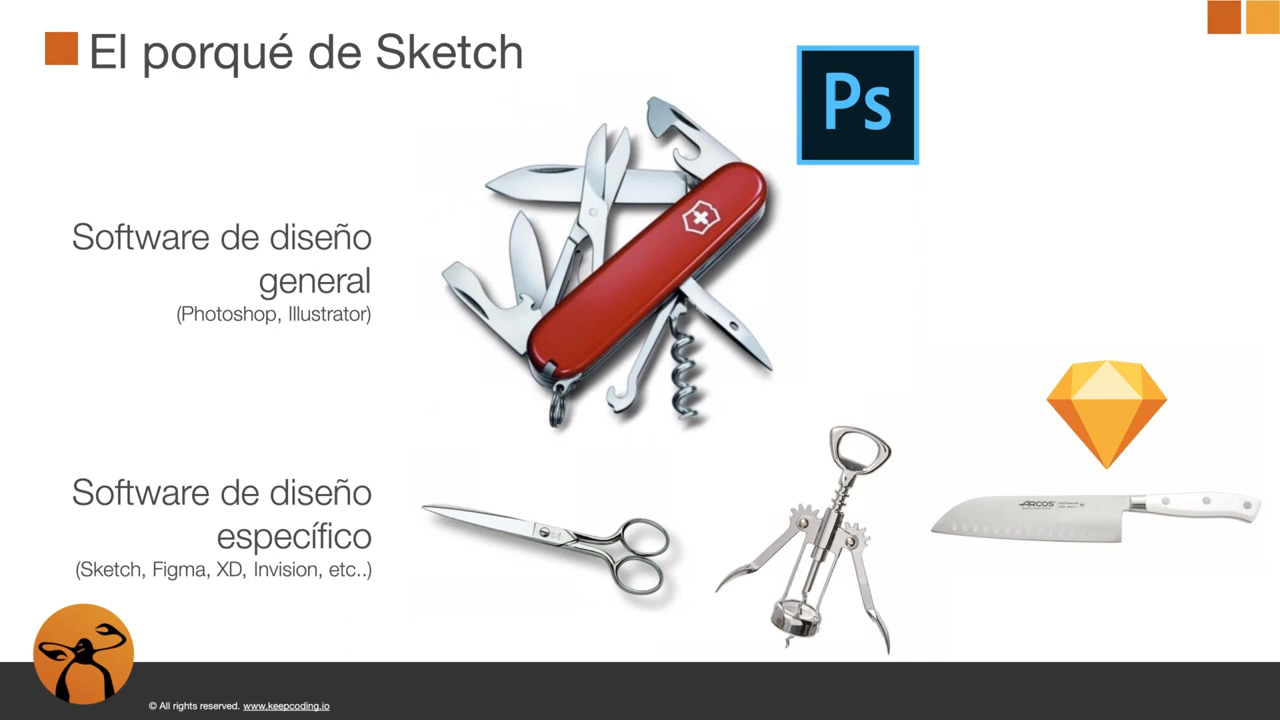 El porqué de Sketch
Ps
Software de diseño
general
(Photoshop, Illustrator)
Software de diseño
específico
(Sketch, Figma, XD, Invision, etc..)
ARCOS
© All rights reserved. www.keepcoding.io